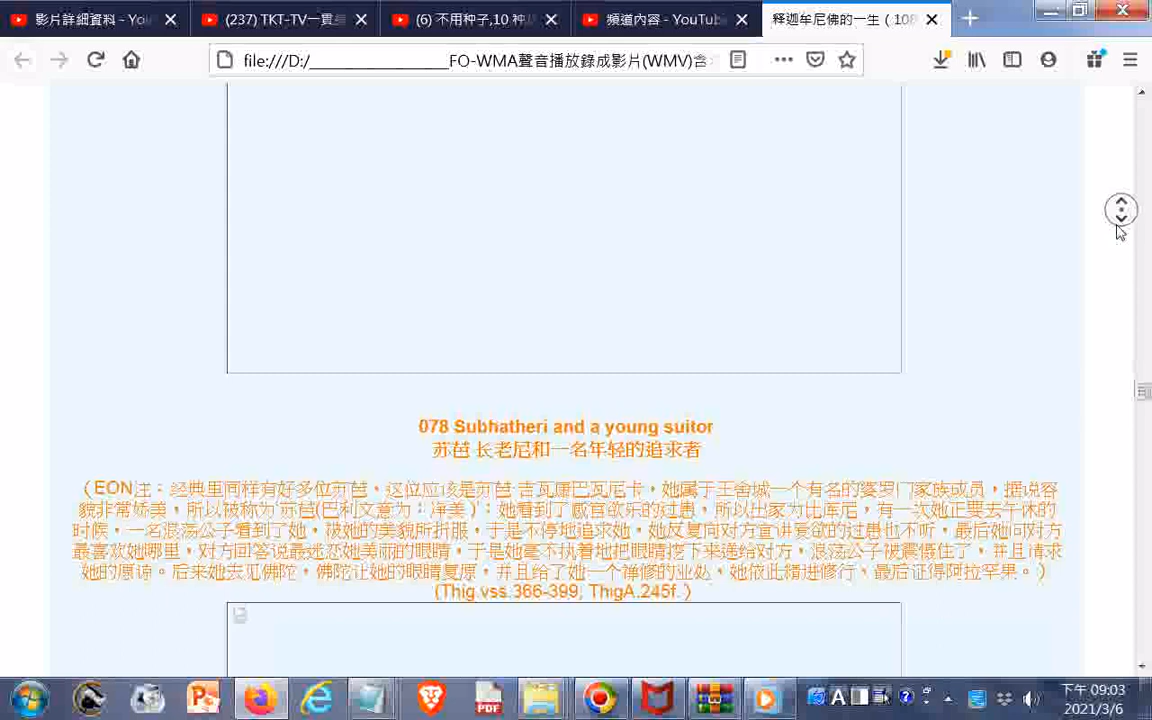 影片詳細資料 - Yo
(237) TKT-TV一貫
(6) 不用种子,10 种
頻道内容 - YouTub
释迦牟尼佛的一生（108
file:///D:/________________FO-WMA聲音播放錄成影片(WMV)含
078 Subhatheri and a young suitor
苏芭 长老尼和一名年轻的追求者
（EON注：经典里同样有好多位苏芭，这位应该是苏芭·吉瓦康巴瓦尼卡，她属于王舍城一个有名的婆罗门家族成员，据说容
貌非常娇美，所以被称为‘苏芭(巴利文意为：净美)’；她看到了感官欲乐的过患，所以出家为比库尼，有一次她正要去午休的
时候，一名浪荡公子看到了她，被她的美貌所折服，于是不停地追求她，她反复向对方宣讲爱欲的过患也不听，最后她问对方
最喜欢她哪里，对方回答说最迷恋她美丽的眼睛，于是她毫不执着地把眼睛挖下来递给对方，浪荡公子被震慑住了，并且请求
她的原谅。后来她去见佛陀，佛陀让她的眼睛复原，并且给了她一个禅修的业处，她依此精进修行，最后证得阿拉罕果。）
(Thig.vss.366-399; ThigA.245f.)
PDF
A
下午 09:03
2021/3/6